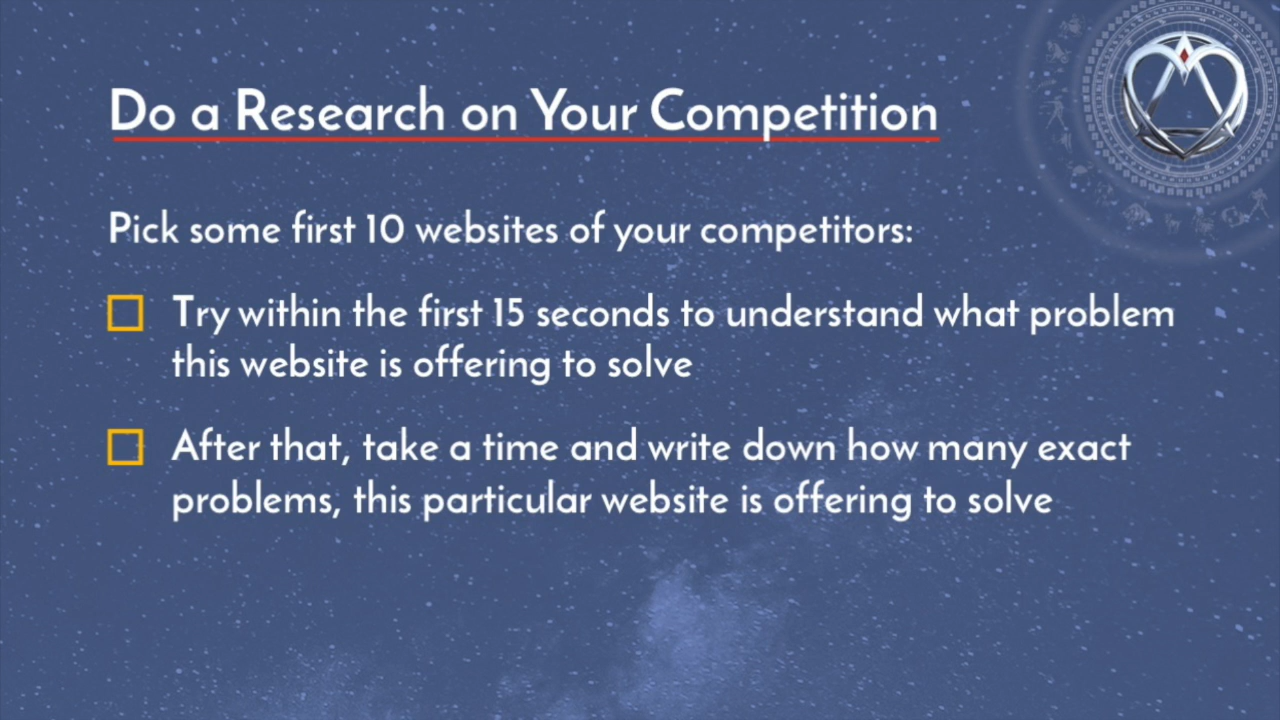 Do a Research on Your Competition
Pick some first 10 websites of your competitors:
Try within the first 15 seconds to understand what problem
this website is offering to solve
After that, take a time and write down how many exact
problems, this particular website is offering to solve